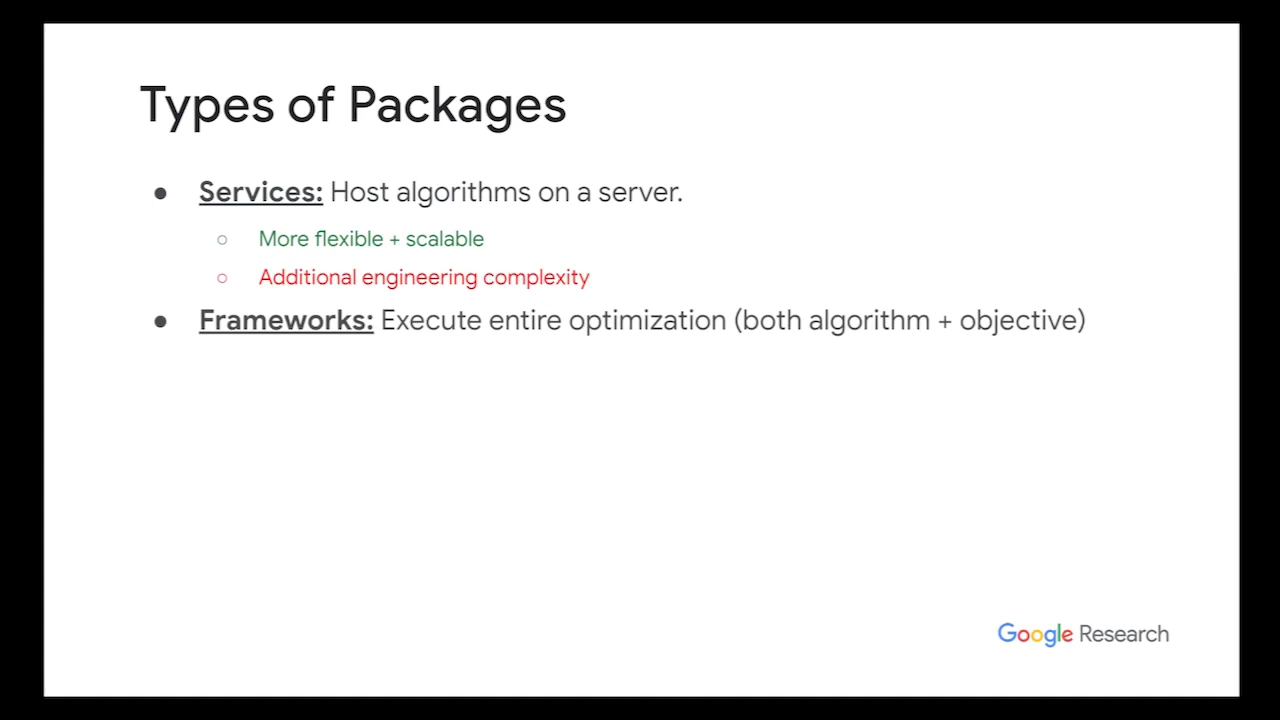 Types of Packages
● Services: Host algorithms on a server.
○ More flexible + scalable
○ Additional engineering complexity
● Frameworks: Execute entire optimization (both algorithm + objective)
Google Research